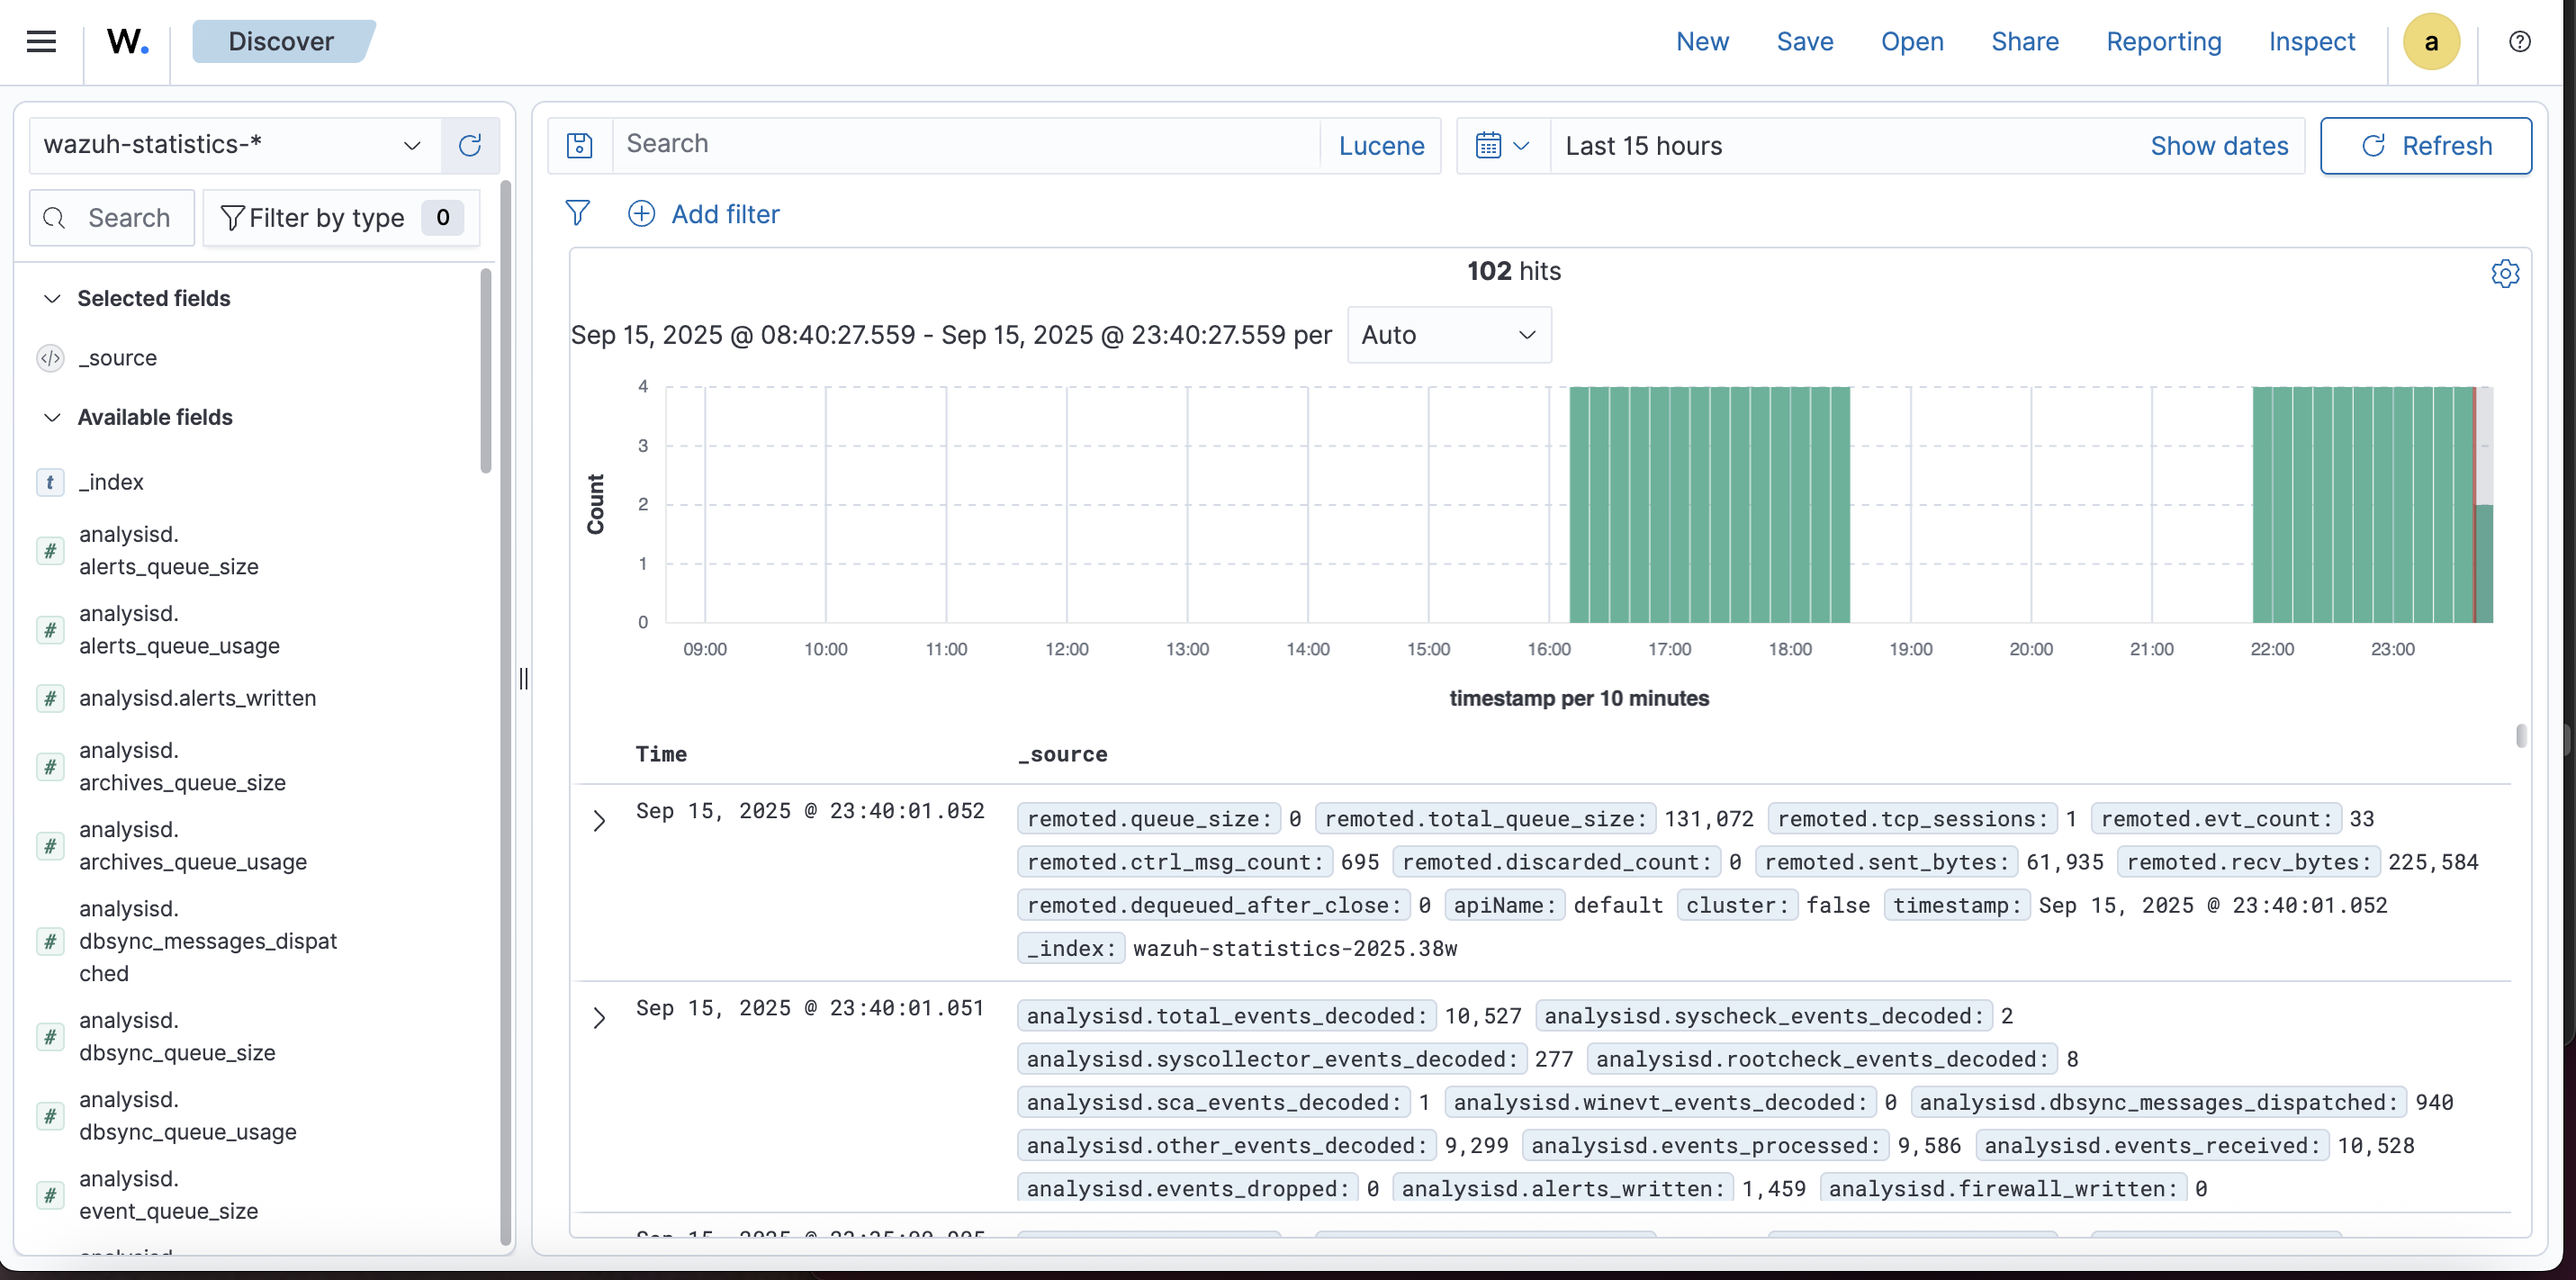 W.
Discover
New Save Open Share Reporting Inspect a
wazuh-statistics-*
Search
Lucene
Last 15 hours
Show dates
Refresh
Search
Filter by type 0
Add filter
Selected fields
_source
Available fields
_index
analysisd.
alerts_queue_size
analysisd.
alerts_queue_usage
analysisd.alerts_written
analysisd.
archives_queue_size
analysisd.
archives_queue_usage
analysisd.
dbsync_messages_dispat
ched
analysisd.
dbsync_queue_size
analysisd.
dbsync_queue_usage
analysisd.
event_queue_size
102 hits
Sep 15, 2025 @ 08:40:27.559 - Sep 15, 2025 @ 23:40:27.559 per Auto
Count
4
3
2
1
0
09:00 10:00 11:00 12:00 13:00 14:00 15:00 16:00 17:00 18:00 19:00 20:00 21:00 22:00 23:00
timestamp per 10 minutes
Time _source
Sep 15, 2025 @ 23:40:01.052 remoted.queue_size: 0 remoted.total_queue_size: 131,072 remoted.tcp_sessions: 1 remoted.evt_count: 33
remoted.ctrl_msg_count: 695 remoted.discarded_count: 0 remoted.sent_bytes: 61,935 remoted.recv_bytes: 225,584
remoted.dequeued_after_close: 0 apiName: default cluster: false timestamp: Sep 15, 2025 @ 23:40:01.052
_index: wazuh-statistics-2025.38w
Sep 15, 2025 @ 23:40:01.051 analysisd.total_events_decoded: 10,527 analysisd.syscheck_events_decoded: 2
analysisd.syscollector_events_decoded: 277 analysisd.rootcheck_events_decoded: 8
analysisd.sca_events_decoded: 1 analysisd.winevt_events_decoded: 0 analysisd.dbsync_messages_dispatched: 940
analysisd.other_events_decoded: 9,299 analysisd.events_processed: 9,586 analysisd.events_received: 10,528
analysisd.events_dropped: 0 analysisd.alerts_written: 1,459 analysisd.firewall_written: 0